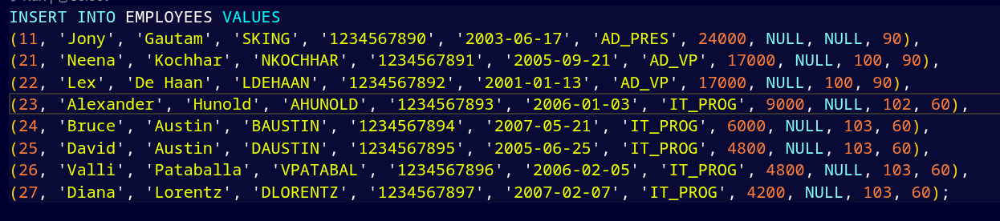 INSERT INTO EMPLOYEES VALUES
(11, 'Jony', 'Gautam', 'SKING', '1234567890', '2003-06-17', 'AD_PRES', 24000, NULL, NULL, 90),
(21, 'Neena', 'Kochhar', 'NKOCHHAR', '1234567891', '2005-09-21', 'AD_VP', 17000, NULL, 100, 90),
(22, 'Lex', 'De Haan', 'LDEHAAN', '1234567892', '2001-01-13', 'AD_VP', 17000, NULL, 100, 90),
(23, 'Alexander', 'Hunold', 'AHUNOLD', '1234567893', '2006-01-03', 'IT_PROG', 9000, NULL, 102, 60),
(24, 'Bruce', 'Austin', 'BAUSTIN', '1234567894', '2007-05-21', 'IT_PROG', 6000, NULL, 103, 60),
(25, 'David', 'Austin', 'DAUSTIN', '1234567895', '2005-06-25', 'IT_PROG', 4800, NULL, 103, 60),
(26, 'Valli', 'Pataballa', 'VPATABAL', '1234567896', '2006-02-05', 'IT_PROG', 4800, NULL, 103, 60),
(27, 'Diana', 'Lorentz', 'DLORENTZ', '1234567897', '2007-02-07', 'IT_PROG', 4200, NULL, 103, 60);